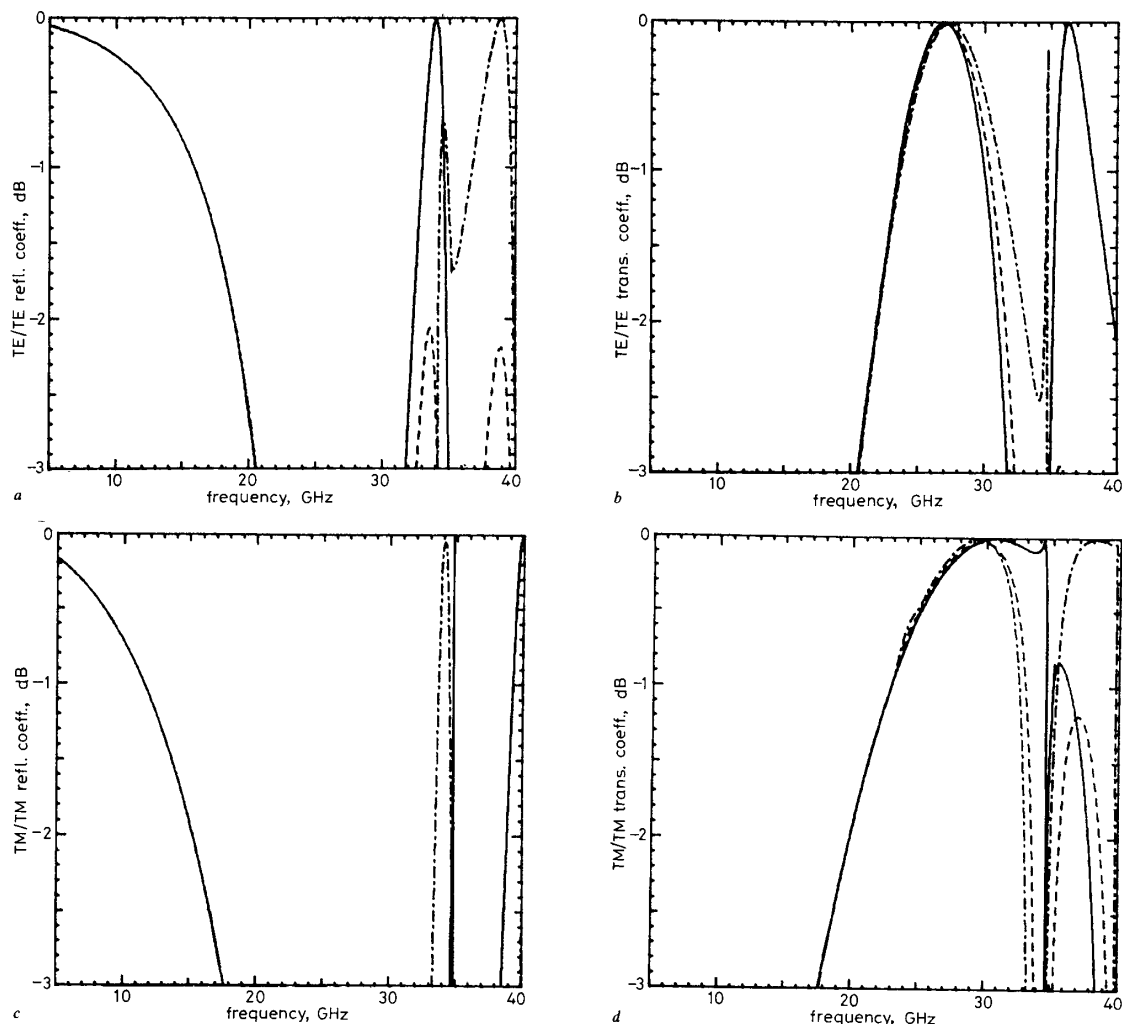 0
-1
-2
-3
TE/TE refl. coeff., dB
10
20
30
40
frequency, GHz
a
0
-1
-2
-3
TE/TE trans. coeff., dB
10
20
30
40
frequency, GHz
b
0
-1
-2
-3
TM/TM refl. coeff., dB
10
20
30
40
frequency, GHz
c
0
-1
-2
-3
TM/TM trans. coeff., dB
10
20
30
40
frequency, GHz
d